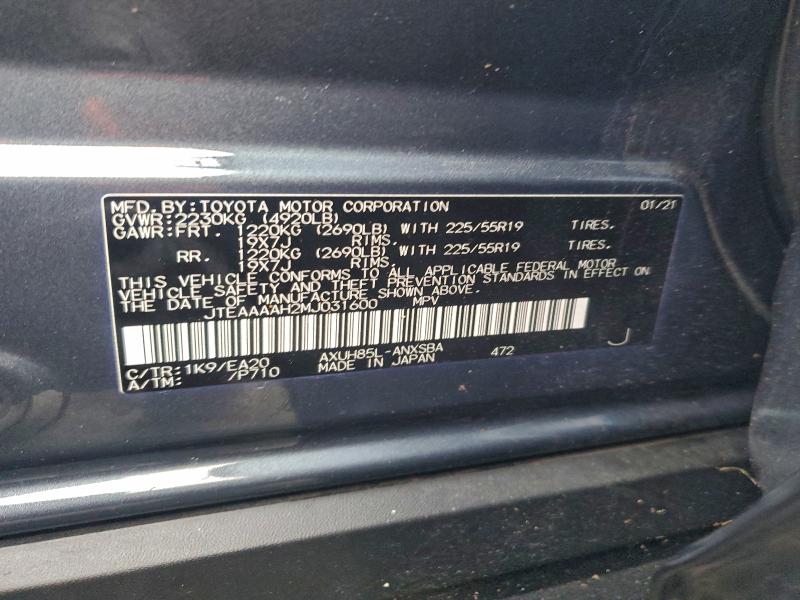 MFD. BY: TOYOTA MOTOR CORPORATION 01/21
GVWR: 2230KG (4920LB)
GAWR: FRT. 1220KG (2690LB) WITH 225/55R19 TIRES.
19X7J RIMS.
RR. 1220KG (2690LB) WITH 225/55R19 TIRES.
19X7J RIMS.
THIS VEHICLE CONFORMS TO ALL APPLICABLE FEDERAL MOTOR
VEHICLE SAFETY AND THEFT PREVENTION STANDARDS IN EFFECT ON
THE DATE OF MANUFACTURE SHOWN ABOVE.
JTEAAAAH2MJ031600 MPV
C/TR: 1K9/EA20 AXUH85L-ANXSBA 472 J
A/TM: /P710 MADE IN JAPAN